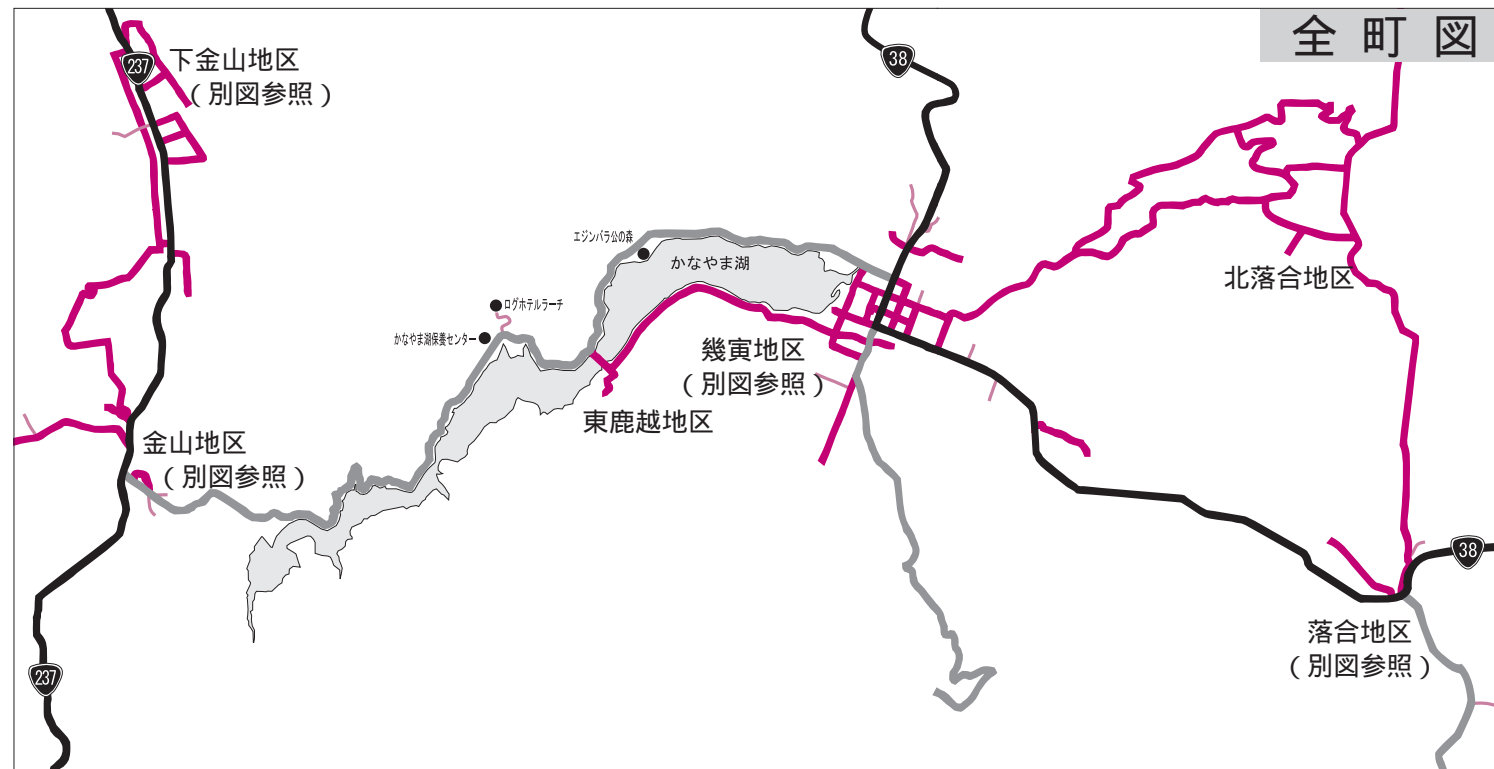 全町図
237
下金山地区
(別図参照)
38
エジンバラ公の森
かなやま湖
北落合地区
ログホテルラーチ
かなやま湖保養センター
幾寅地区
(別図参照)
東鹿越地区
金山地区
(別図参照)
38
落合地区
(別図参照)
237